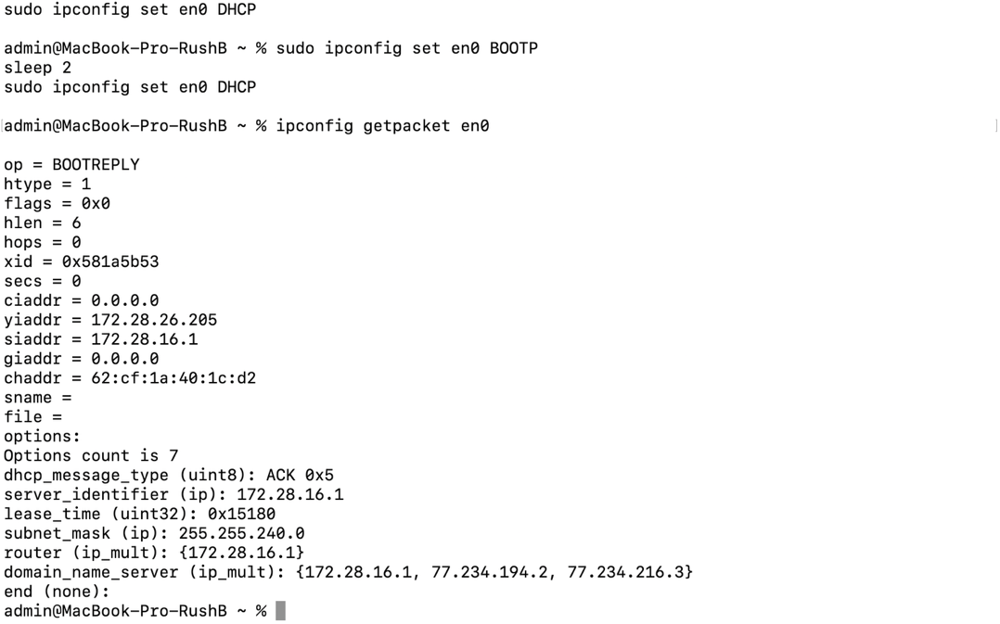 sudo ipconfig set en0 DHCP
admin@MacBook-Pro-RushB ~ % sudo ipconfig set en0 BOOTP
sleep 2
sudo ipconfig set en0 DHCP
admin@MacBook-Pro-RushB ~ % ipconfig getpacket en0
op = BOOTREPLY
htype = 1
flags = 0x0
hlen = 6
hops = 0
xid = 0x581a5b53
secs = 0
ciaddr = 0.0.0.0
yiaddr = 172.28.26.205
siaddr = 172.28.16.1
giaddr = 0.0.0.0
chaddr = 62:cf:1a:40:1c:d2
sname =
file =
options:
Options count is 7
dhcp_message_type (uint8): ACK 0x5
server_identifier (ip): 172.28.16.1
lease_time (uint32): 0x15180
subnet_mask (ip): 255.255.240.0
router (ip_mult): {172.28.16.1}
domain_name_server (ip_mult): {172.28.16.1, 77.234.194.2, 77.234.216.3}
end (none):
admin@MacBook-Pro-RushB ~ %